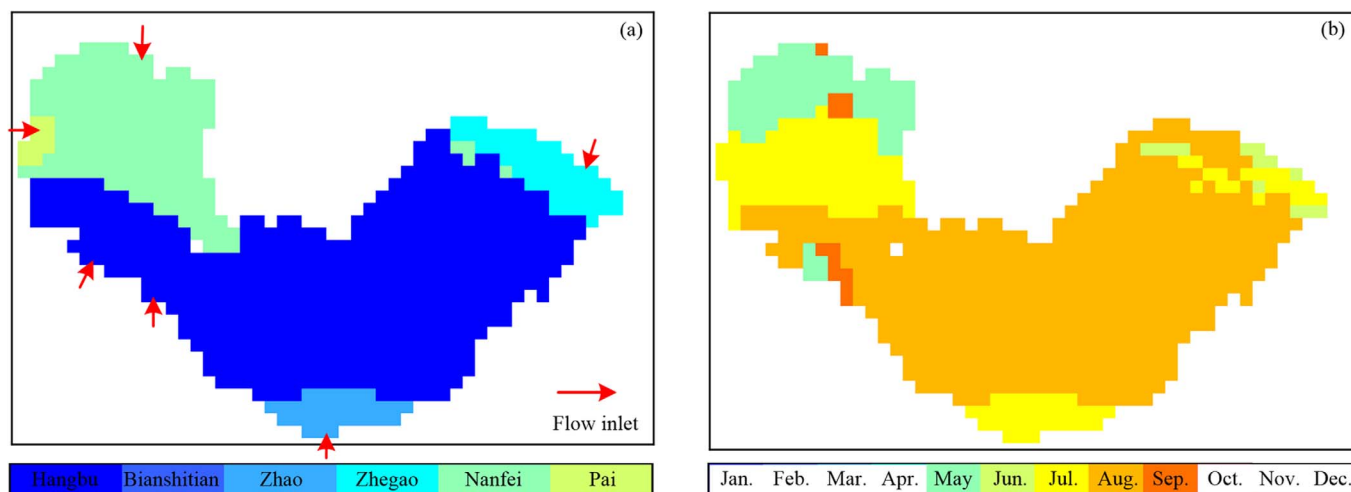 (a)
Flow inlet
Hangbu Bianshitian Zhao Zhegao Nanfei Pai
(b)
Jan. Feb. Mar. Apr. May Jun. Jul. Aug. Sep. Oct. Nov. Dec.